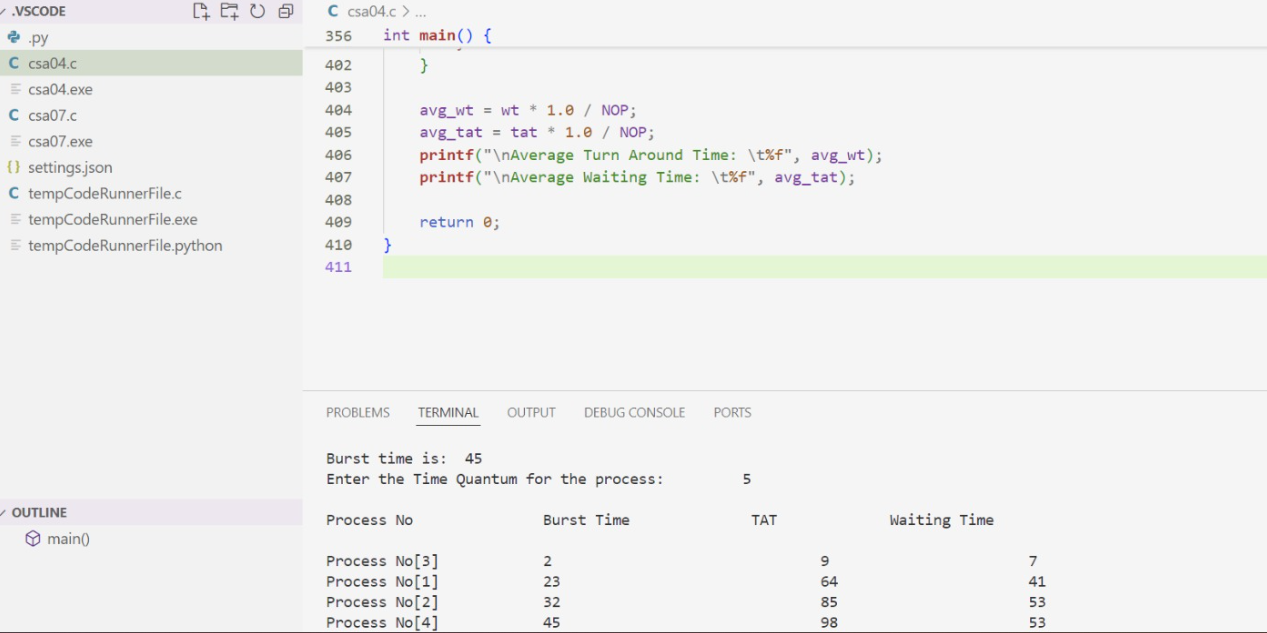 .VSCODE
.py
C csa04.c
csa04.exe
C csa07.c
csa07.exe
{} settings.json
C tempCodeRunnerFile.c
tempCodeRunnerFile.exe
tempCodeRunnerFile.python
OUTLINE
main()
C csa04.c > ...
356 int main() {
402 }
403
404 avg_wt = wt * 1.0 / NOP;
405 avg_tat = tat * 1.0 / NOP;
406 printf("\nAverage Turn Around Time: \t%f", avg_wt);
407 printf("\nAverage Waiting Time: \t%f", avg_tat);
408
409 return 0;
410 }
411
PROBLEMS TERMINAL OUTPUT DEBUG CONSOLE PORTS
Burst time is: 45
Enter the Time Quantum for the process: 5
Process No Burst Time TAT Waiting Time
Process No[3] 2 9 7
Process No[1] 23 64 41
Process No[2] 32 85 53
Process No[4] 45 98 53